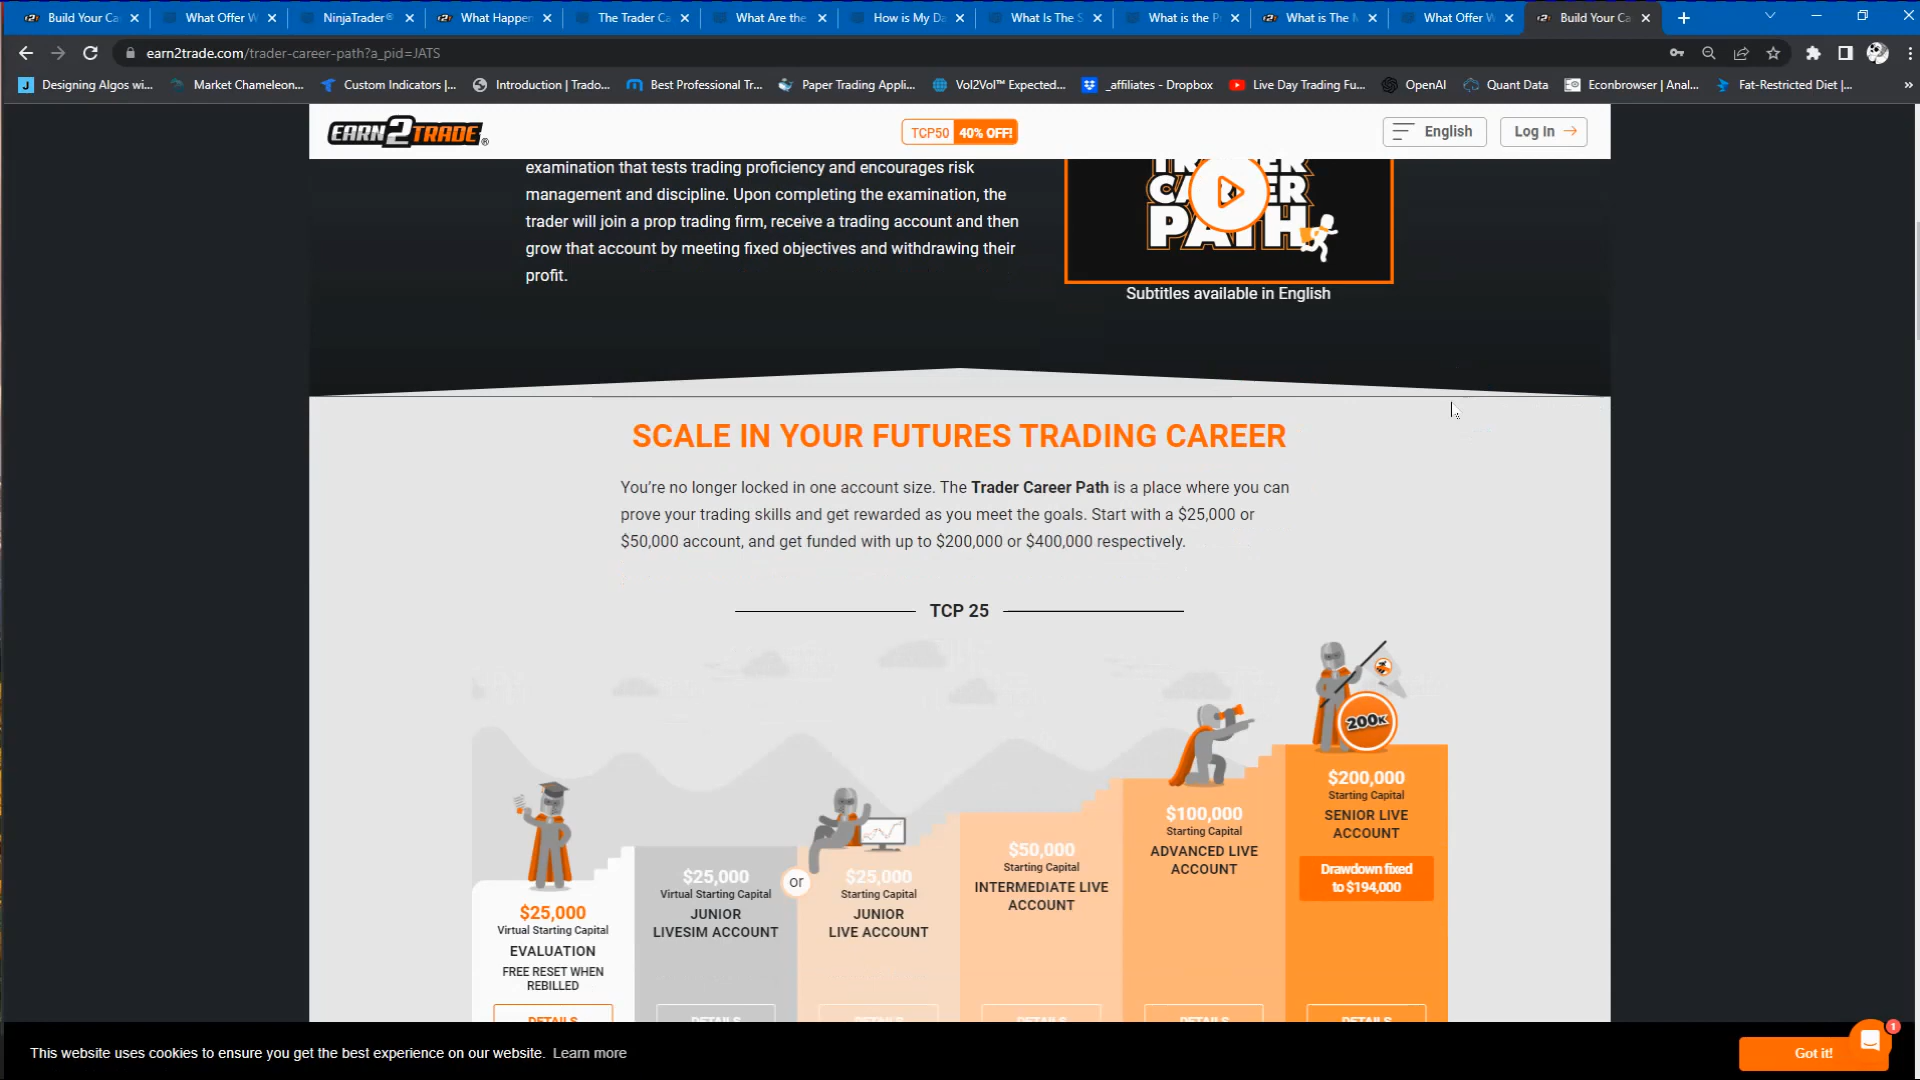 Build Your Ca
What Offer W
NinjaTrader®
What Happen
The Trader Ca
What Are the
How is My Da
What Is The S
What is the P
What is The M
What Offer W
Build Your Ca
earn2trade.com/trader-career-path?a_pid=JATS
Designing Algos wi...
Market Chameleon...
Custom Indicators |...
Introduction | Trado...
Best Professional Tr...
Paper Trading Appli...
Vol2Vol™ Expected...
_affiliates - Dropbox
Live Day Trading Fu...
OpenAI
Quant Data
Econbrowser | Anal...
Fat-Restricted Diet |...
EARN2TRADE®
TCP50 40% OFF!
English
Log In
examination that tests trading proficiency and encourages risk
management and discipline. Upon completing the examination, the
trader will join a prop trading firm, receive a trading account and then
grow that account by meeting fixed objectives and withdrawing their
profit.
TRADER
CAREER
PATH
Subtitles available in English
SCALE IN YOUR FUTURES TRADING CAREER
You're no longer locked in one account size. The Trader Career Path is a place where you can
prove your trading skills and get rewarded as you meet the goals. Start with a $25,000 or
$50,000 account, and get funded with up to $200,000 or $400,000 respectively.
TCP 25
200K
$25,000
Virtual Starting Capital
EVALUATION
FREE RESET WHEN
REBILLED
DETAILS
$25,000
Virtual Starting Capital
JUNIOR
LIVESIM ACCOUNT
DETAILS
or
$25,000
Starting Capital
JUNIOR
LIVE ACCOUNT
DETAILS
$50,000
Starting Capital
INTERMEDIATE LIVE
ACCOUNT
DETAILS
$100,000
Starting Capital
ADVANCED LIVE
ACCOUNT
DETAILS
$200,000
Starting Capital
SENIOR LIVE
ACCOUNT
Drawdown fixed
to $194,000
DETAILS
This website uses cookies to ensure you get the best experience on our website. Learn more
Got it!
1